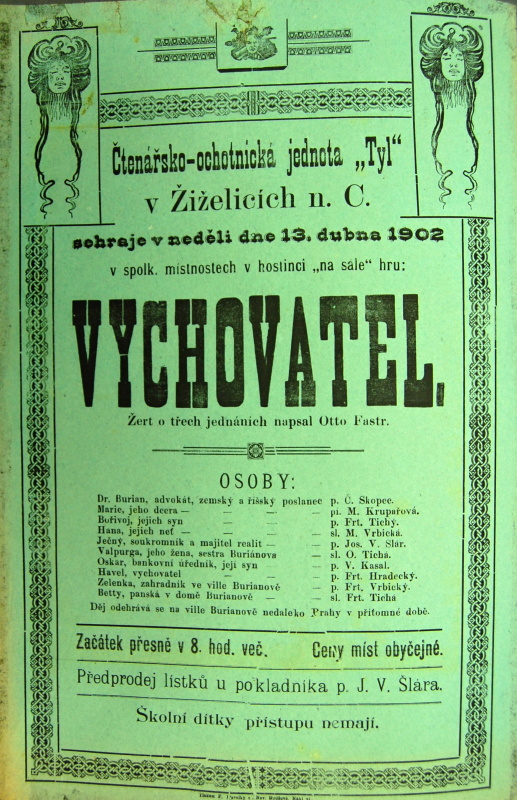 Čtenářsko-ochotnická jednota „Tyl“
v Žiželicích n. C.
sehraje v neděli dne 13. dubna 1902
v spolk. místnostech v hostinci „na sále“ hru:
VYCHOVATEL.
Žert o třech jednáních napsal Otto Fastr.
OSOBY:
Dr. Burian, advokát, zemský a říšský poslanec p. Č. Skopec.
Marie, jeho dcera — — — pí. M. Krupařová.
Bořivoj, jejich syn — — — p. Frt. Tichý.
Hana, jejich neť — — — sl. M. Vrbická.
Ječný, soukromník a majitel realit — — p. Jos. V. Šlár.
Valpurga, jeho žena, sestra Buriánova — sl. O. Tichá.
Oskar, bankovní úředník, její syn — p. V. Kasal.
Havel, vychovatel — — — p. Frt. Hradecký.
Zelenka, zahradník ve ville Burianově — p. Frt. Vrbický.
Betty, panská v domě Burianově — — sl. Frt. Tichá
Děj odehrává se na ville Burianově nedaleko Prahy v přítomné době.
Začátek přesně v 8. hod. več. Ceny míst obyčejné.
Předprodej lístků u pokladníka p. J. V. Šlára.
Školní dítky přístupu nemají.